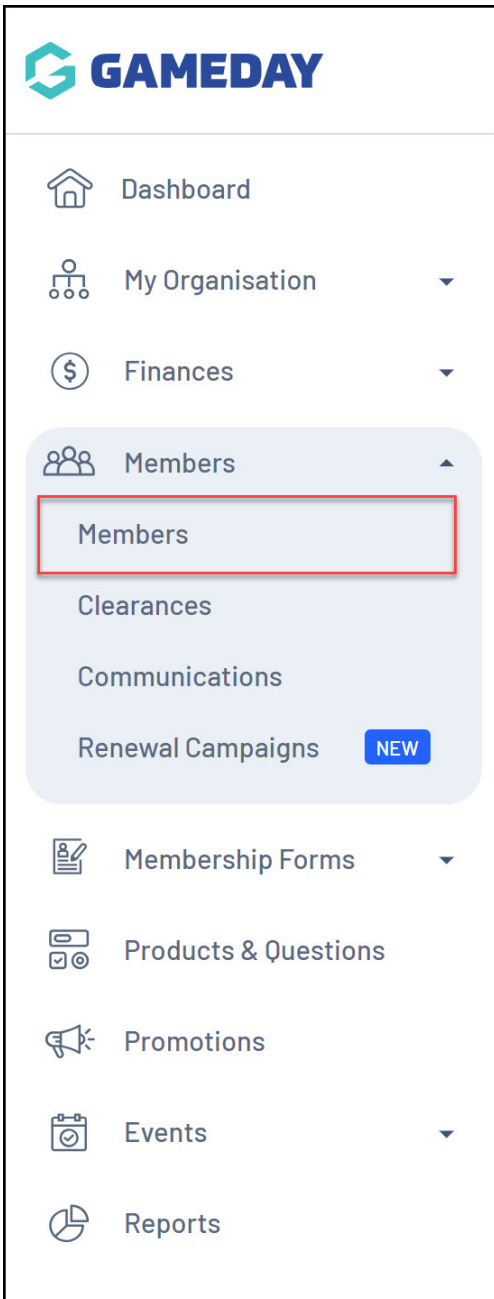 GAMEDAY
Dashboard
My Organisation
Finances
Members
Members
Clearances
Communications
Renewal Campaigns NEW
Membership Forms
Products & Questions
Promotions
Events
Reports